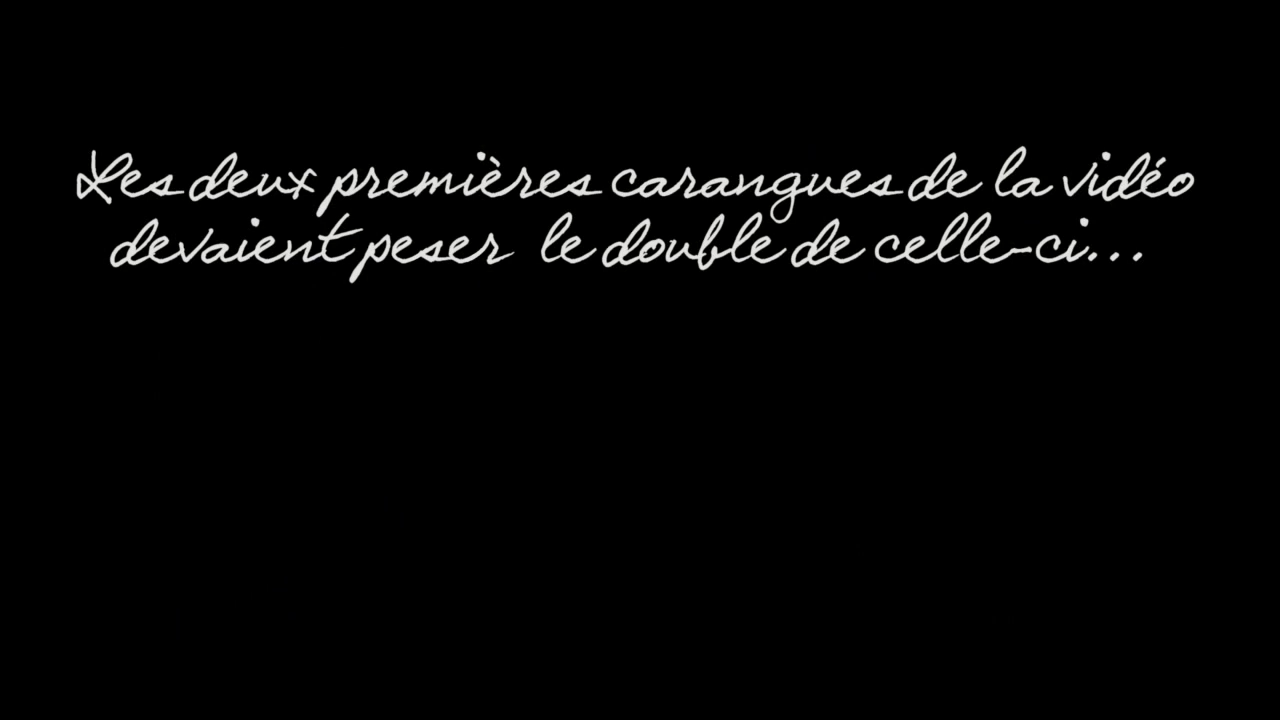 Les deux premières carangues de la vidéo
devaient peser le double de celle-ci...